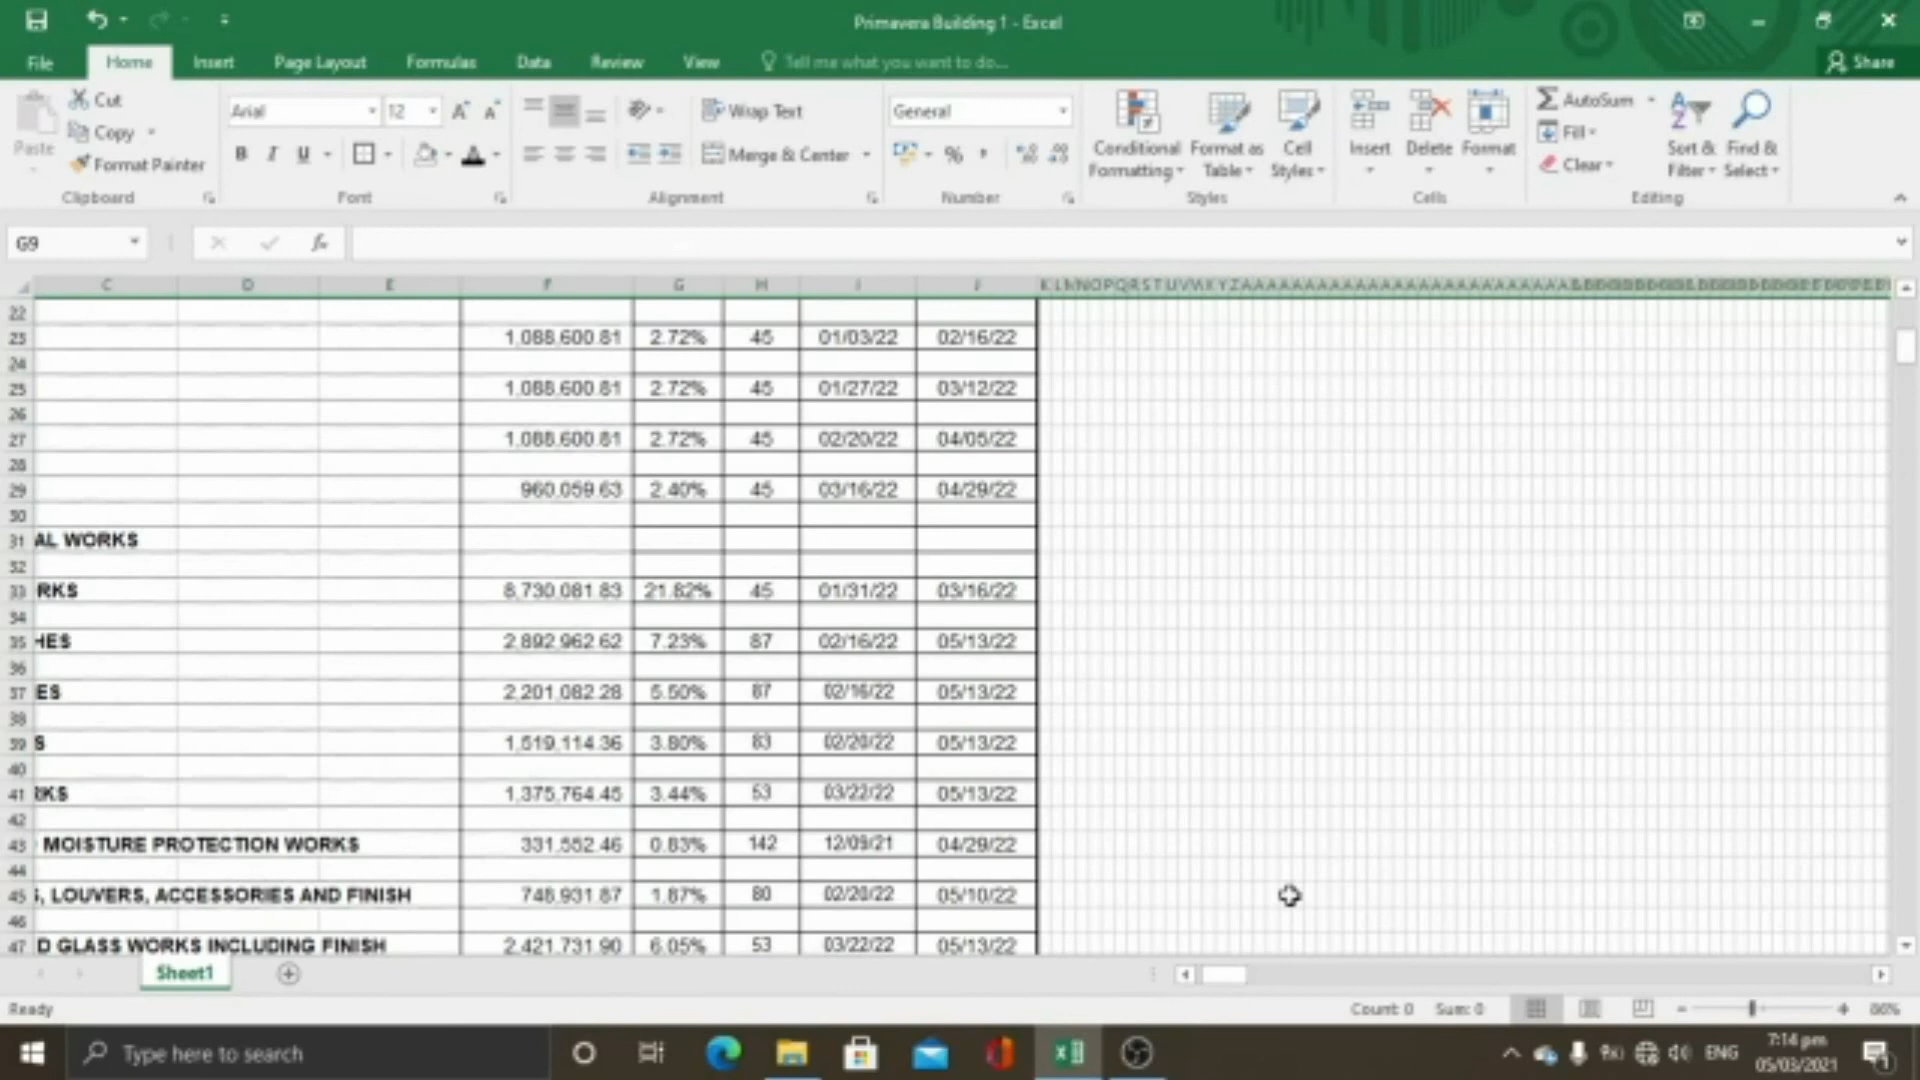 Primavera Building 1 - Excel
File Home Insert Page Layout Formulas Data Review View Tell me what you want to do... Share
Cut
Copy
Format Painter
Paste
Clipboard
Arial 12
B I U
Font
Wrap Text
Merge & Center
Alignment
General
%
Number
Conditional Formatting
Format as Table
Cell Styles
Styles
Insert Delete Format
Cells
AutoSum
Fill
Clear
Sort & Filter
Find & Select
Editing
G9 fx
C D E F G H I J
22
23 1,088,600.81 2.72% 45 01/03/22 02/16/22
24
25 1,088,600.81 2.72% 45 01/27/22 03/12/22
26
27 1,088,600.81 2.72% 45 02/20/22 04/05/22
28
29 960,059.63 2.40% 45 03/16/22 04/29/22
30
31 AL WORKS
32
33 RKS 8,730,081.83 21.82% 45 01/31/22 03/16/22
34
35 HES 2,892,962.62 7.23% 87 02/16/22 05/13/22
36
37 ES 2,201,082.28 5.50% 87 02/16/22 05/13/22
38
39 S 1,519,114.36 3.80% 83 02/20/22 05/13/22
40
41 RKS 1,375,764.45 3.44% 53 03/22/22 05/13/22
42
43 MOISTURE PROTECTION WORKS 331,552.46 0.83% 142 12/09/21 04/29/22
44
45 S, LOUVERS, ACCESSORIES AND FINISH 748,931.87 1.87% 80 02/20/22 05/10/22
46
47 D GLASS WORKS INCLUDING FINISH 2,421,731.90 6.05% 53 03/22/22 05/13/22
Sheet1
Ready Count: 0 Sum: 0 86%
Type here to search
ENG
7:14 pm
05/03/2021